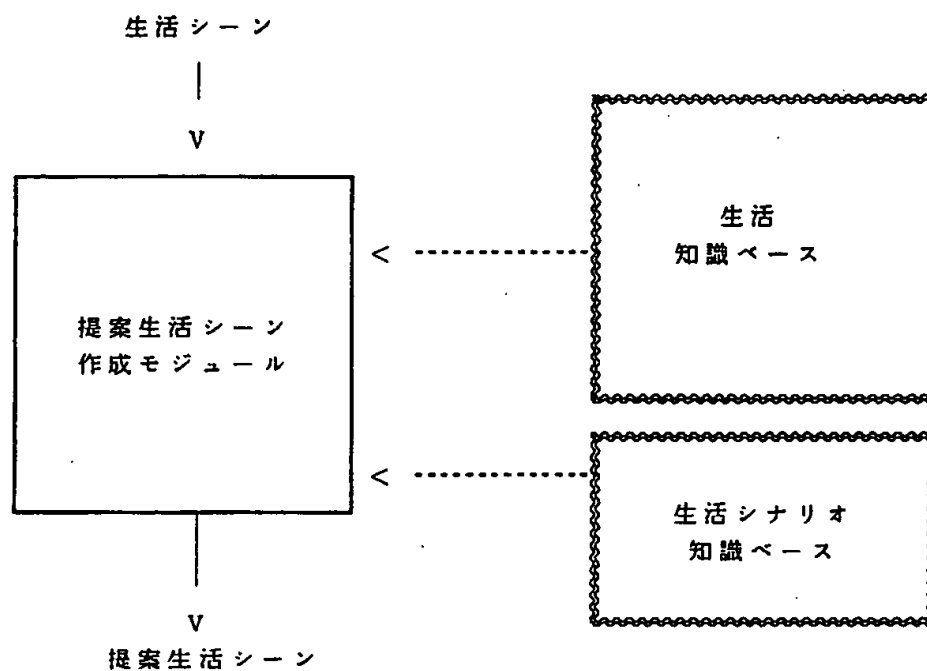 生活シーン
提案生活シーン
作成モジュール
提案生活シーン
生活
知識ベース
生活シナリオ
知識ベース